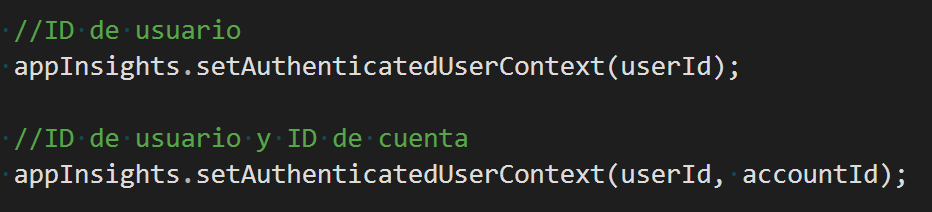 //ID de usuario
appInsights.setAuthenticatedUserContext(userId);
//ID de usuario y ID de cuenta
appInsights.setAuthenticatedUserContext(userId, accountId);